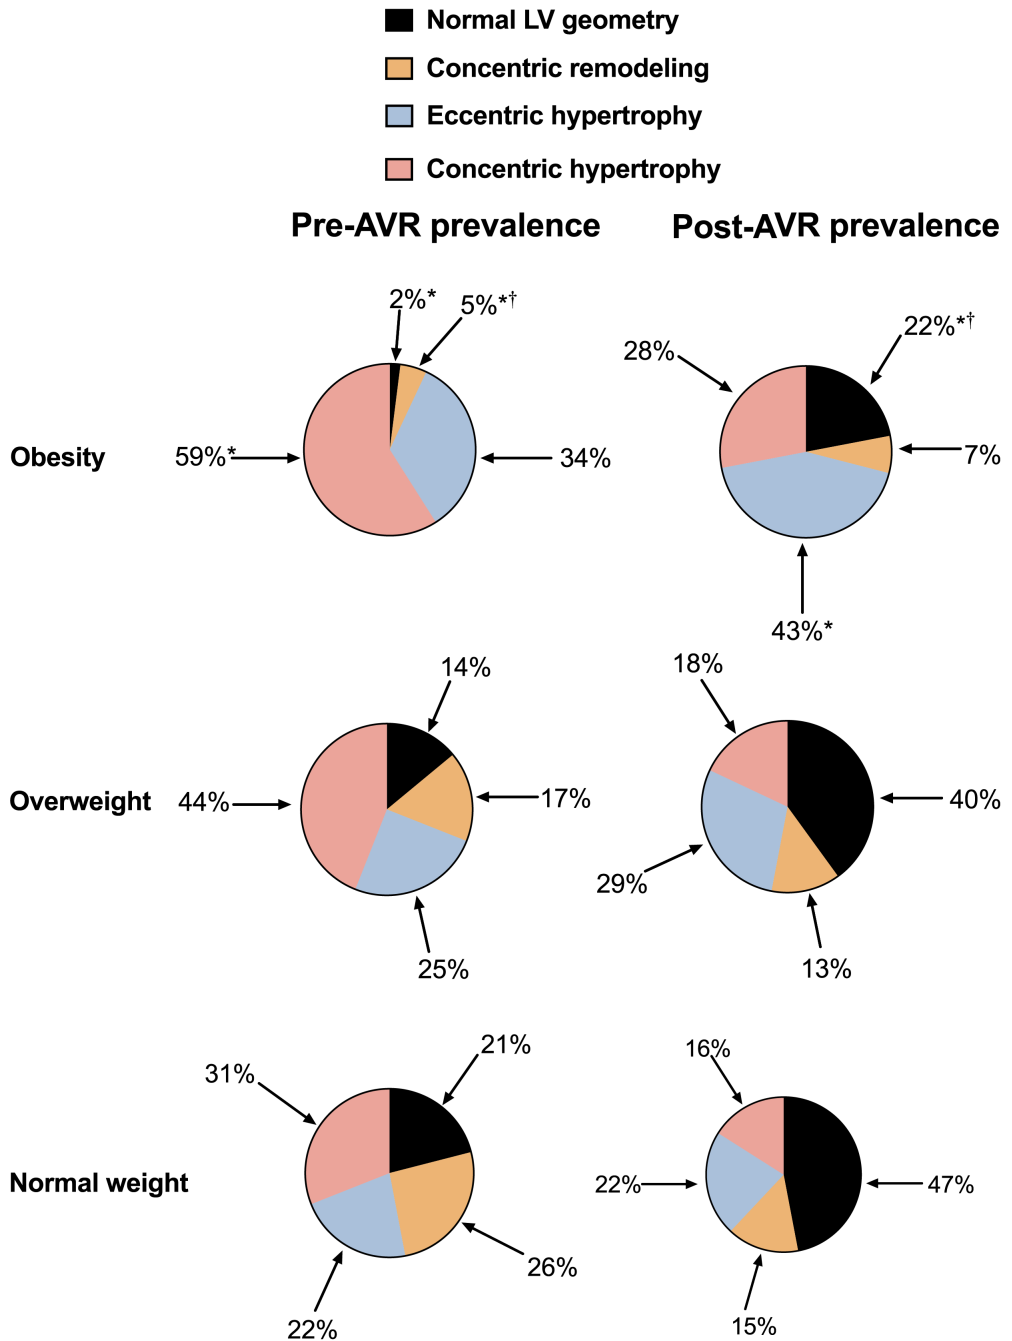 Normal LV geometry
Concentric remodeling
Eccentric hypertrophy
Concentric hypertrophy
Pre-AVR prevalence
Post-AVR prevalence
2%*
5%*†
22%*†
28%
Obesity
59%*
34%
7%
43%*
14%
18%
Overweight
44%
17%
40%
29%
25%
13%
21%
16%
31%
Normal weight
22%
47%
26%
22%
15%